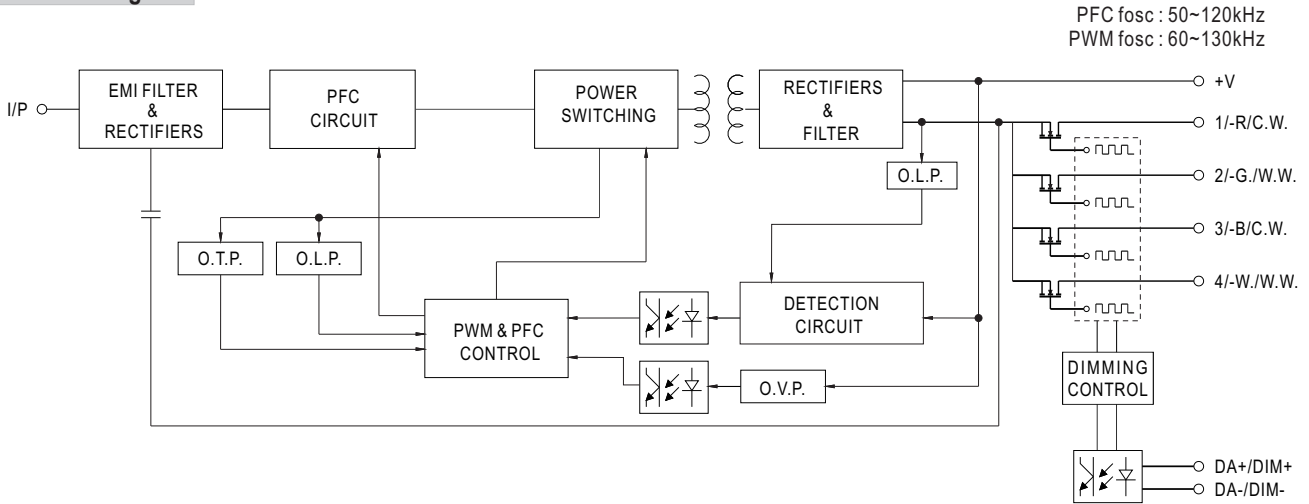 PFC fosc : 50~120kHz
PWM fosc : 60~130kHz
I/P
EMI FILTER
&
RECTIFIERS
PFC
CIRCUIT
POWER
SWITCHING
RECTIFIERS
&
FILTER
+V
1/-R/C.W.
2/-G./W.W.
3/-B/C.W.
4/-W./W.W.
O.L.P.
O.T.P.
O.L.P.
PWM & PFC
CONTROL
DETECTION
CIRCUIT
O.V.P.
DIMMING
CONTROL
DA+/DIM+
DA-/DIM-